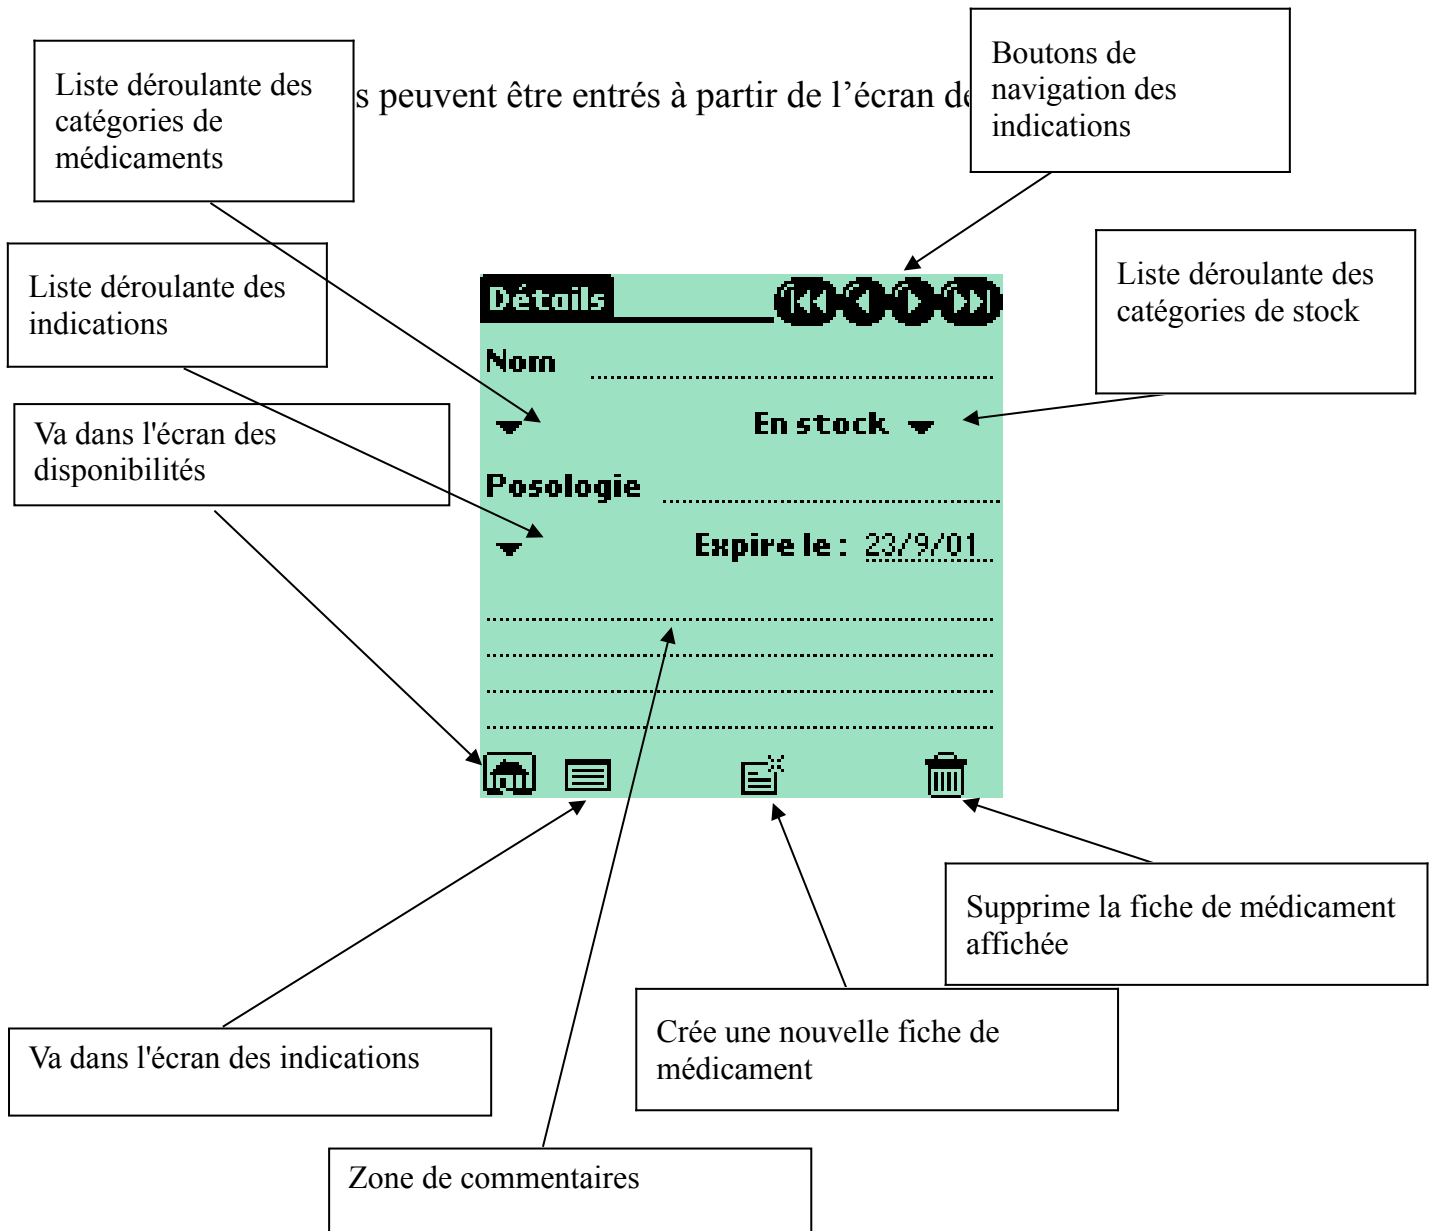 Liste déroulante des
catégories de
médicaments
s peuvent être entrés à partir de l’écran de
Boutons de
navigation des
indications
Liste déroulante des
indications
Liste déroulante des
catégories de stock
Va dans l'écran des
disponibilités
Détails
Nom
En stock
Posologie
Expire le : 23/9/01
Supprime la fiche de médicament
affichée
Crée une nouvelle fiche de
médicament
Va dans l'écran des indications
Zone de commentaires